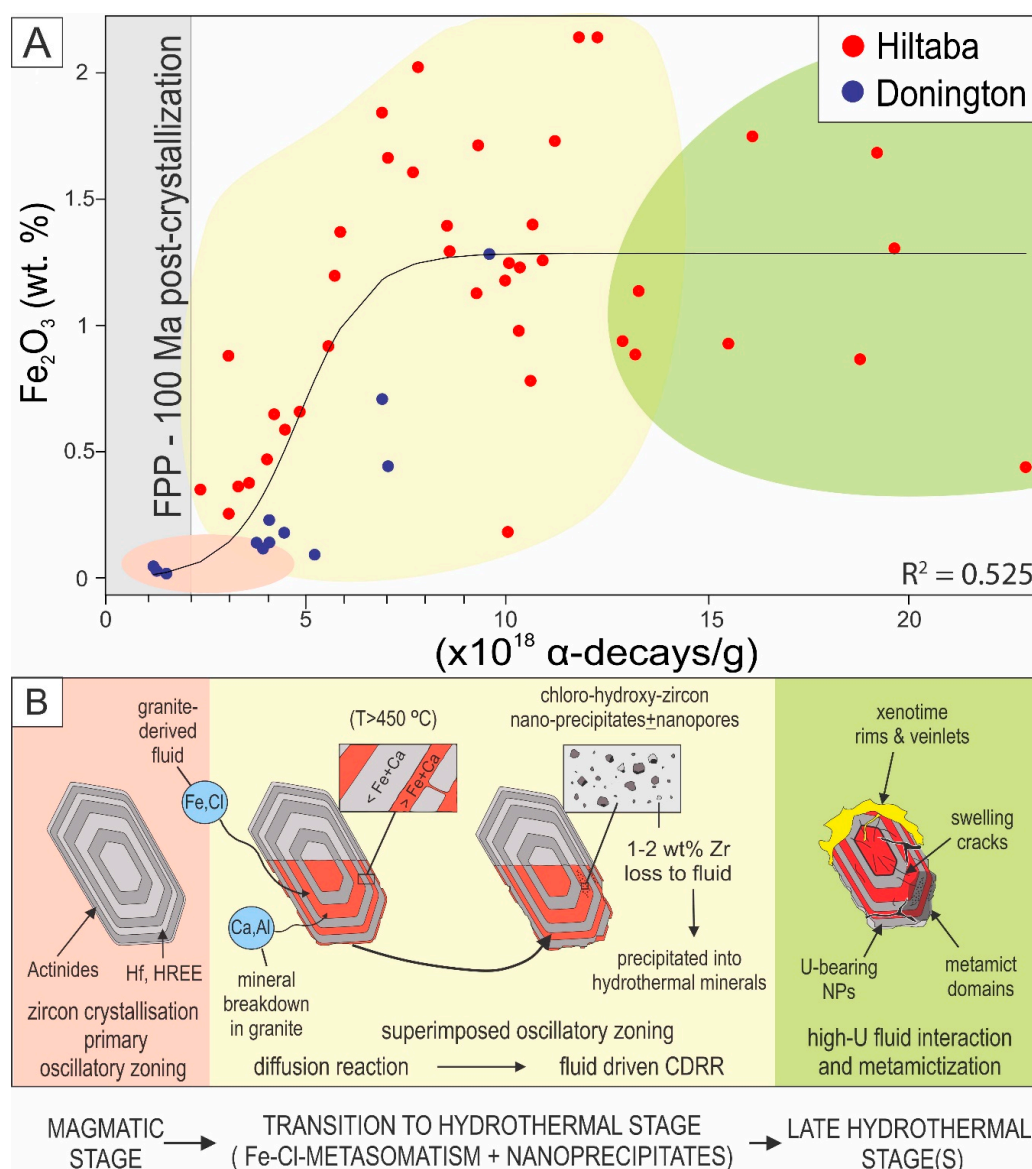 A
Hiltaba
Donington
Fe₂O₃ (wt. %)
2
1.5
1
0.5
0
FPP - 100 Ma post-crystallization
R² = 0.525
0
5
10
15
20
(x10¹⁸ α-decays/g)
B
granite-
derived
fluid
Fe,Cl
Ca,Al
Actinides
Hf, HREE
mineral
breakdown
in granite
zircon crystallisation
primary
oscillatory zoning
(T>450 ºC)
< Fe+Ca
> Fe+Ca
chloro-hydroxy-zircon
nano-precipitates±nanopores
1-2 wt% Zr
loss to fluid
precipitated into
hydrothermal minerals
superimposed oscillatory zoning
diffusion reaction
fluid driven CDRR
xenotime
rims & veinlets
swelling
cracks
U-bearing
NPs
metamict
domains
high-U fluid interaction
and metamictization
MAGMATIC
STAGE
TRANSITION TO HYDROTHERMAL STAGE
( Fe-Cl-METASOMATISM + NANOPRECIPITATES)
LATE HYDROTHERMAL
STAGE(S)